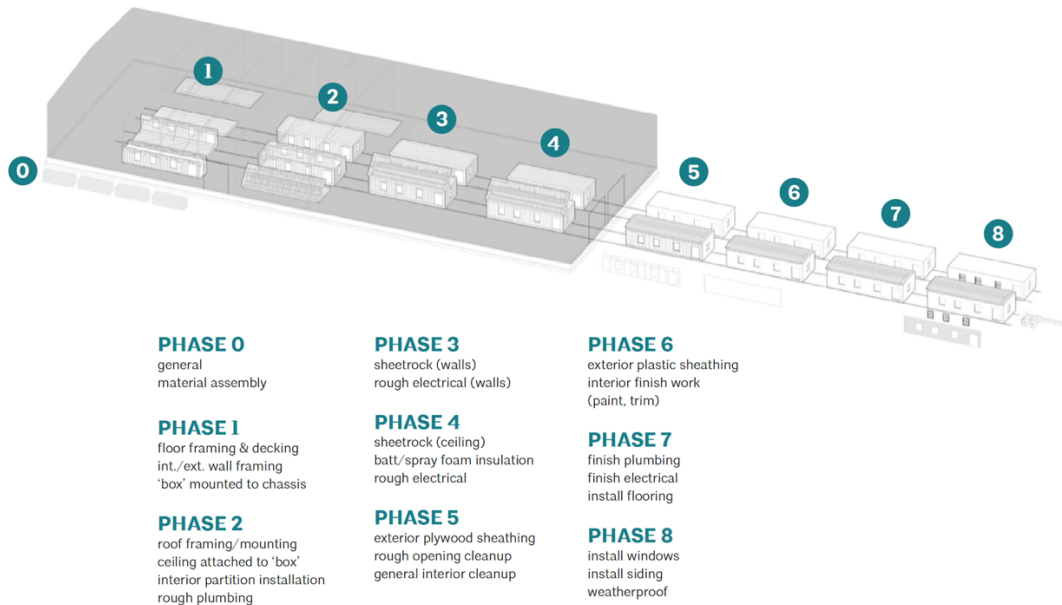 1
2
3
4
0
5
6
7
8
PHASE 0
general
material assembly
PHASE 1
floor framing & decking
int./ext. wall framing
‘box’ mounted to chassis
PHASE 2
roof framing/mounting
ceiling attached to ‘box’
interior partition installation
rough plumbing
PHASE 3
sheetrock (walls)
rough electrical (walls)
PHASE 4
sheetrock (ceiling)
batt/spray foam insulation
rough electrical
PHASE 5
exterior plywood sheathing
rough opening cleanup
general interior cleanup
PHASE 6
exterior plastic sheathing
interior finish work
(paint, trim)
PHASE 7
finish plumbing
finish electrical
install flooring
PHASE 8
install windows
install siding
weatherproof